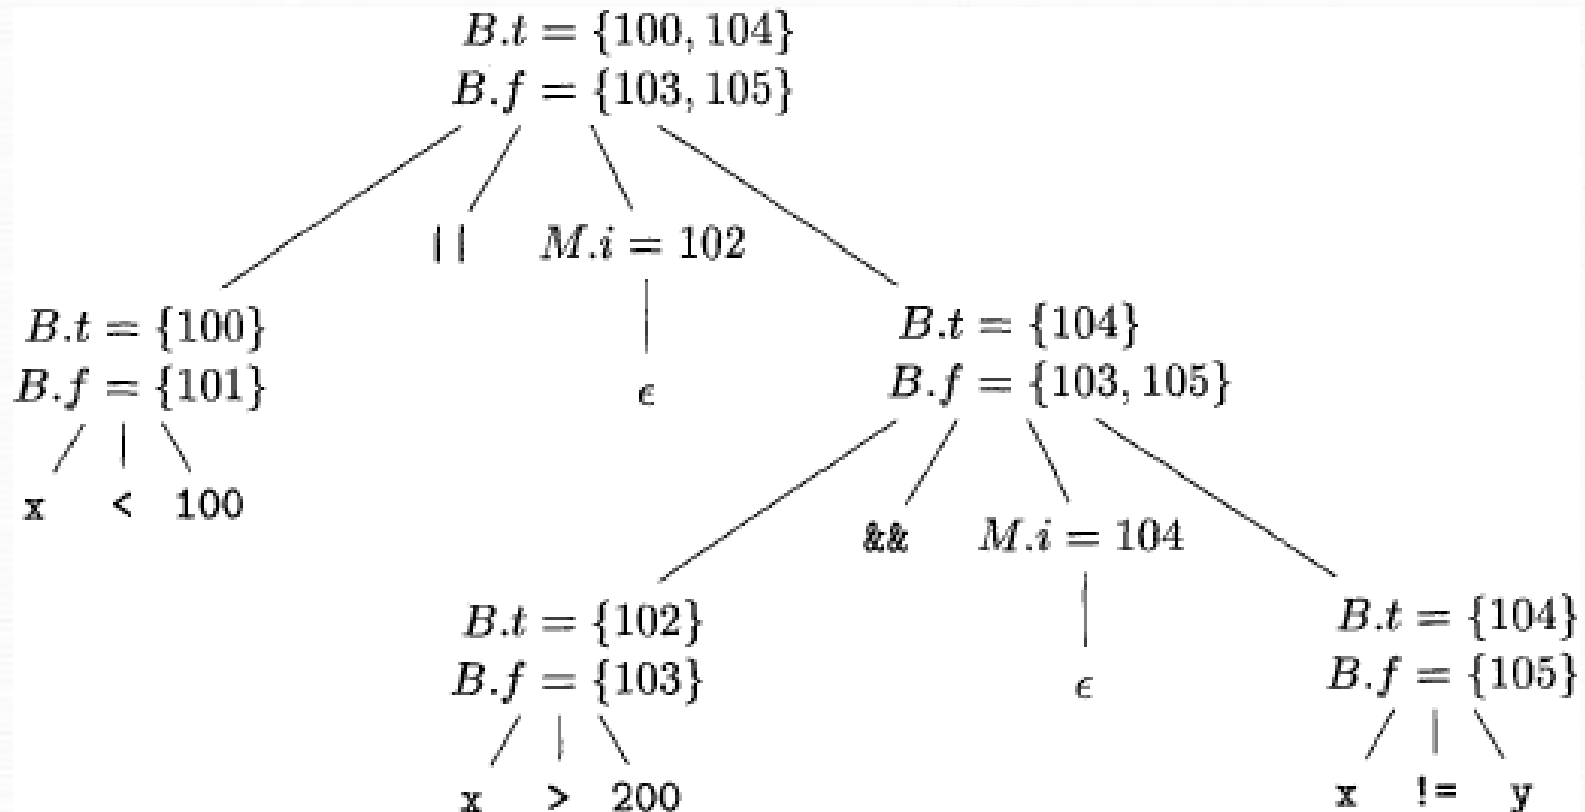 B.t = {100, 104}
B.f = {103, 105}
|| M.i = 102
B.t = {100} B.t = {104}
B.f = {101} ϵ B.f = {103, 105}
x < 100
&& M.i = 104
B.t = {102} B.t = {104}
B.f = {103} ϵ B.f = {105}
x > 200 x != y